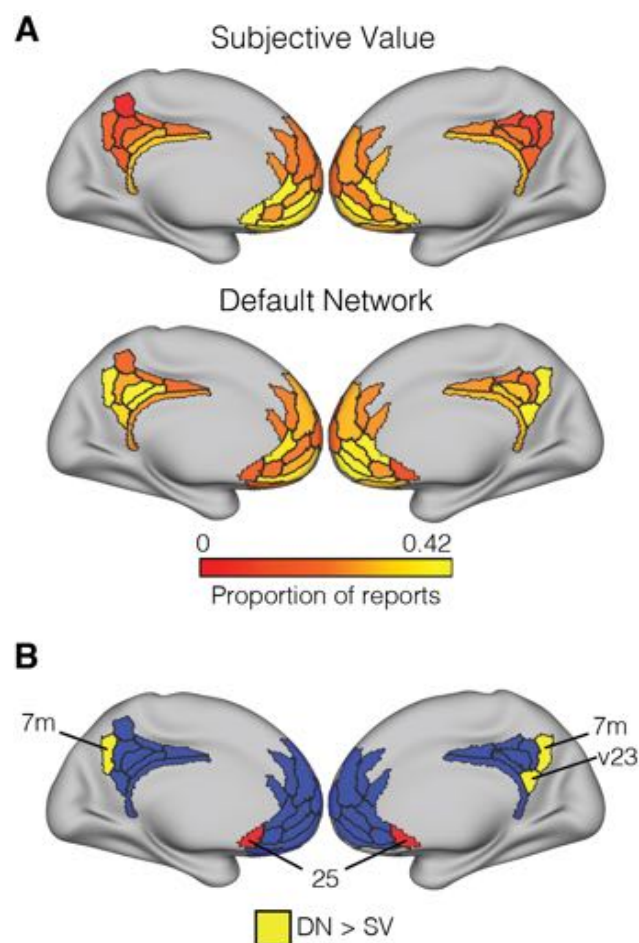 A
Subjective Value
Default Network
0 0.42
Proportion of reports
B
7m 7m
v23
25
DN > SV